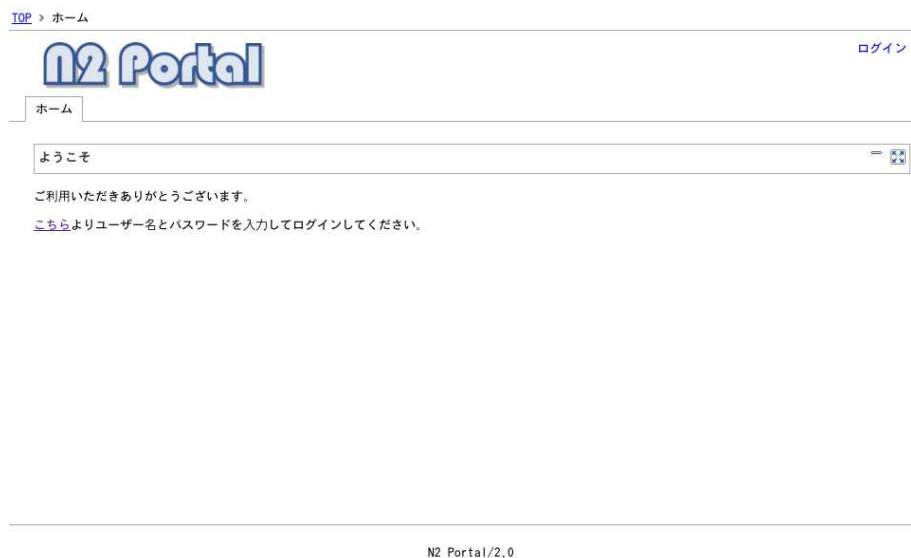 TOP » ホーム
N2 Portal
ログイン
ホーム
ようこそ
ご利用いただきありがとうございます。
こちらよりユーザー名とパスワードを入力してログインしてください。
N2 Portal/2.0